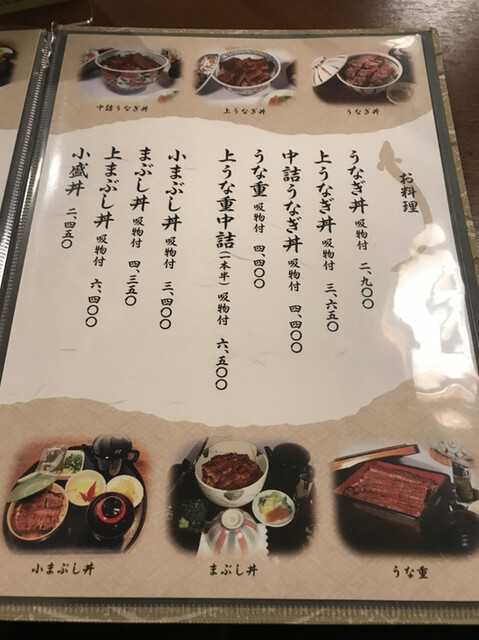 中詰うなぎ丼
上うなぎ丼
うなぎ丼
お料理
うなぎ丼 吸物付 二、九〇〇
上うなぎ丼 吸物付 三、六五〇
中詰うなぎ丼 吸物付 四、四〇〇
うな重 吸物付 四、四〇〇
上うな重中詰(一本半) 吸物付 六、五〇〇
小まぶし丼 吸物付 三、四〇〇
まぶし丼 吸物付 四、三五〇
上まぶし丼 吸物付 六、四〇〇
小盛丼 二、四五〇
小まぶし丼
まぶし丼
うな重